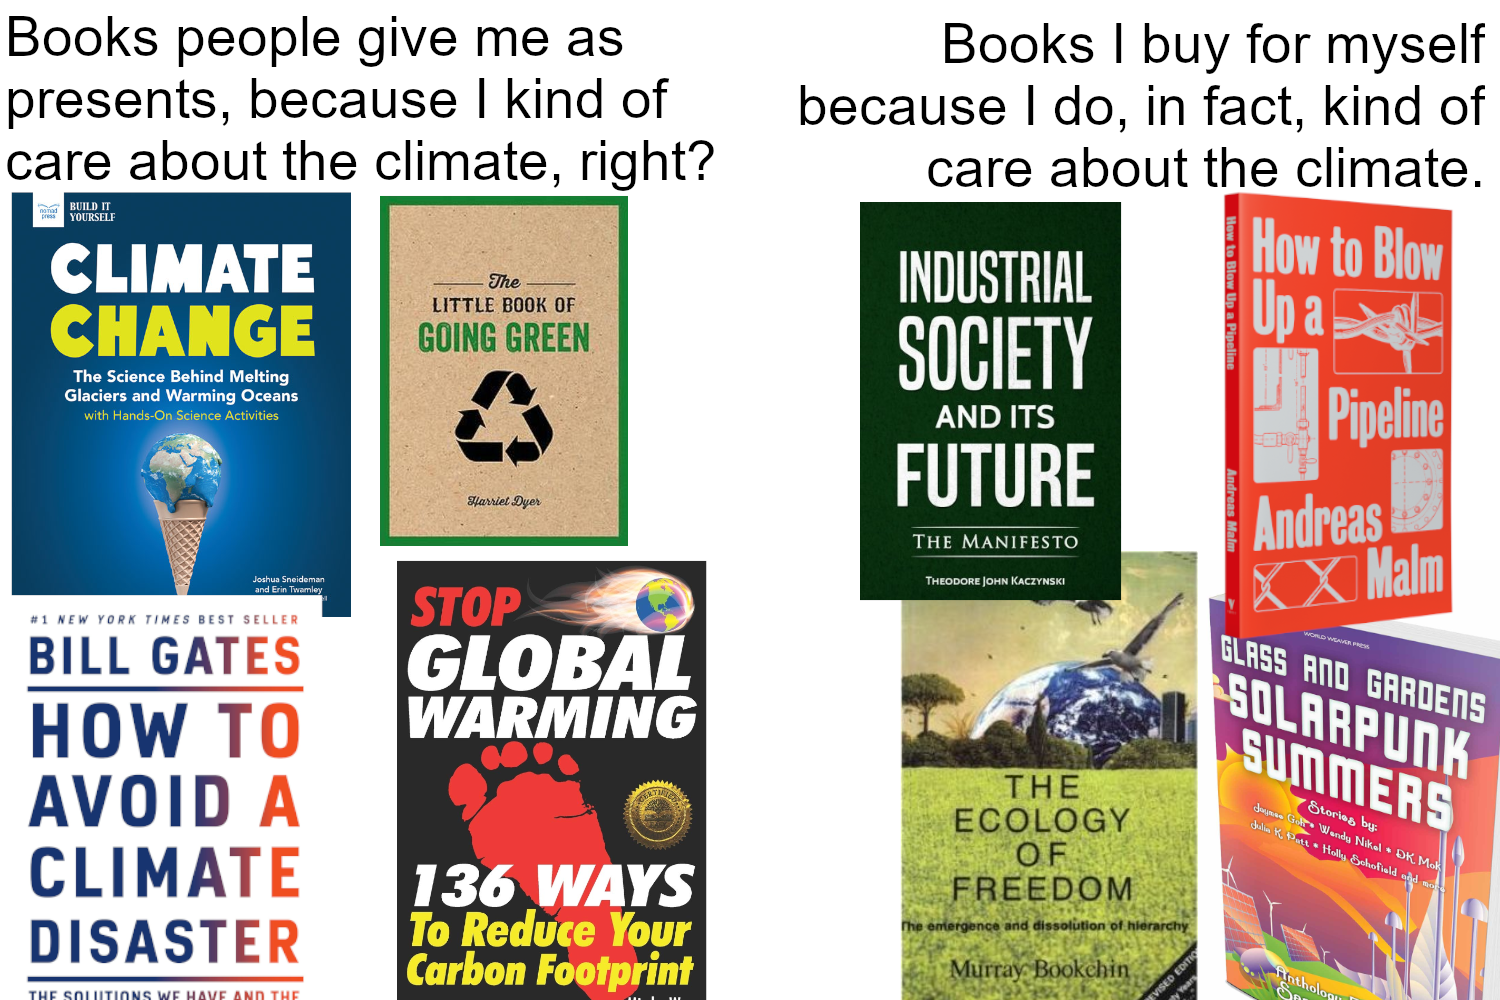 Books people give me as
presents, because I kind of
care about the climate, right?
Books I buy for myself
because I do, in fact, kind of
care about the climate.
nomad
press
BUILD IT
YOURSELF
CLIMATE
CHANGE
The Science Behind Melting
Glaciers and Warming Oceans
with Hands-On Science Activities
Joshua Sneideman
and Erin Twamley
The
LITTLE BOOK OF
GOING GREEN
Harriet Dyer
#1 NEW YORK TIMES BEST SELLER
BILL GATES
HOW TO
AVOID A
CLIMATE
DISASTER
THE SOLUTIONS WE HAVE AND THE
STOP
GLOBAL
WARMING
136 WAYS
To Reduce Your
Carbon Footprint
INDUSTRIAL
SOCIETY
AND ITS
FUTURE
THE MANIFESTO
THEODORE JOHN KACZYNSKI
How to Blow Up a Pipeline
Andreas Malm
How to Blow
Up a
Pipeline
Andreas
Malm
THE
ECOLOGY
OF
FREEDOM
The emergence and dissolution of hierarchy
Murray Bookchin
REVISED EDITION
WORLD WEAVER PRESS
GLASS AND GARDENS
SOLARPUNK
SUMMERS
Stories by:
Jaymee Goh • Wendy Nikel • DK Mok
Julia K. Patt • Holly Schofield and more
Anthology